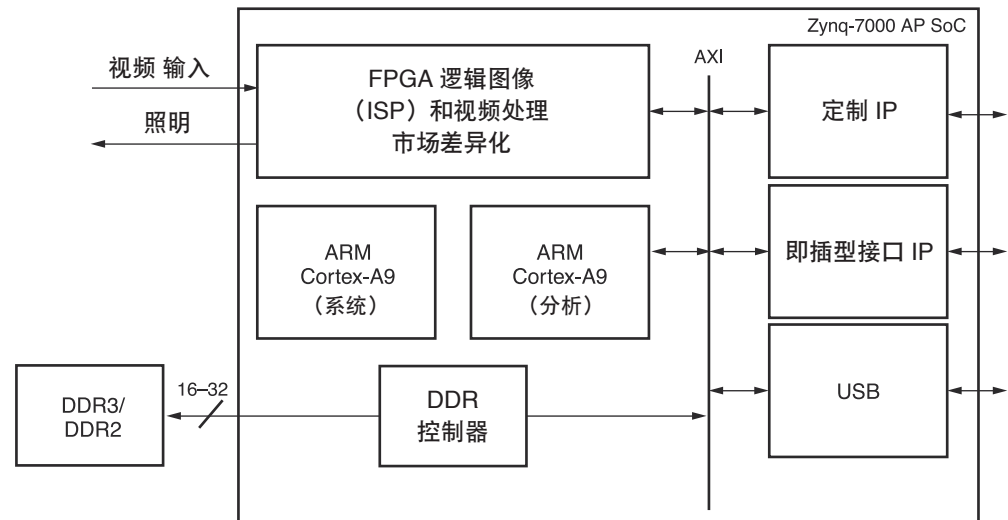 Zynq-7000 AP SoC
视频 输入
照明
FPGA 逻辑图像
（ISP）和视频处理
市场差异化
AXI
定制 IP
ARM
Cortex-A9
（系统）
ARM
Cortex-A9
（分析）
即插型接口 IP
DDR3/
DDR2
16–32
DDR
控制器
USB